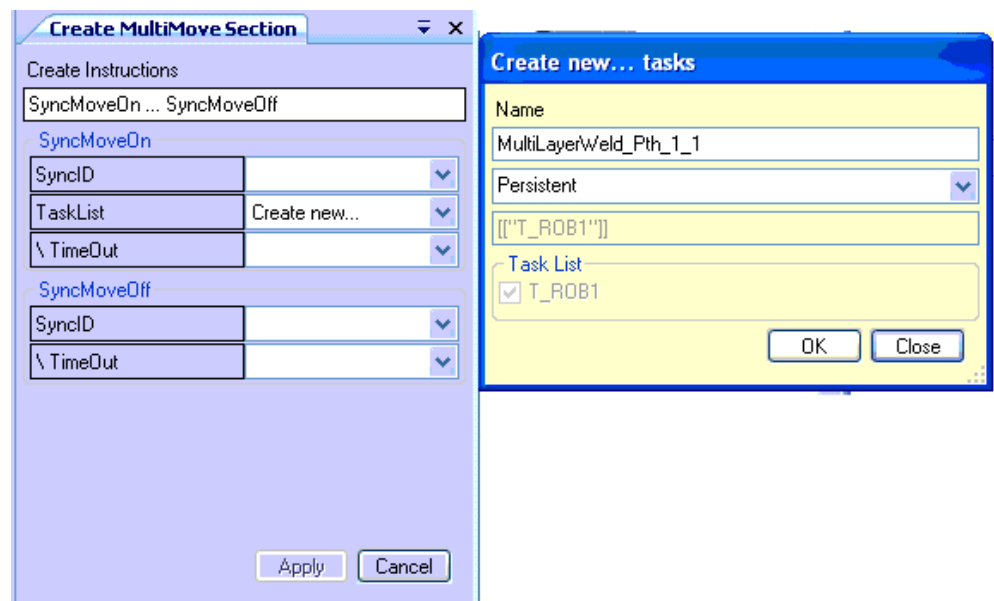 Create MultiMove Section
Create Instructions
SyncMoveOn ... SyncMoveOff
SyncMoveOn
SyncID
TaskList Create new...
\ TimeOut
SyncMoveOff
SyncID
\ TimeOut
Apply Cancel
Create new... tasks
Name
MultiLayerWeld_Pth_1_1
Persistent
[["T_ROB1"]]
Task List
T_ROB1
OK Close